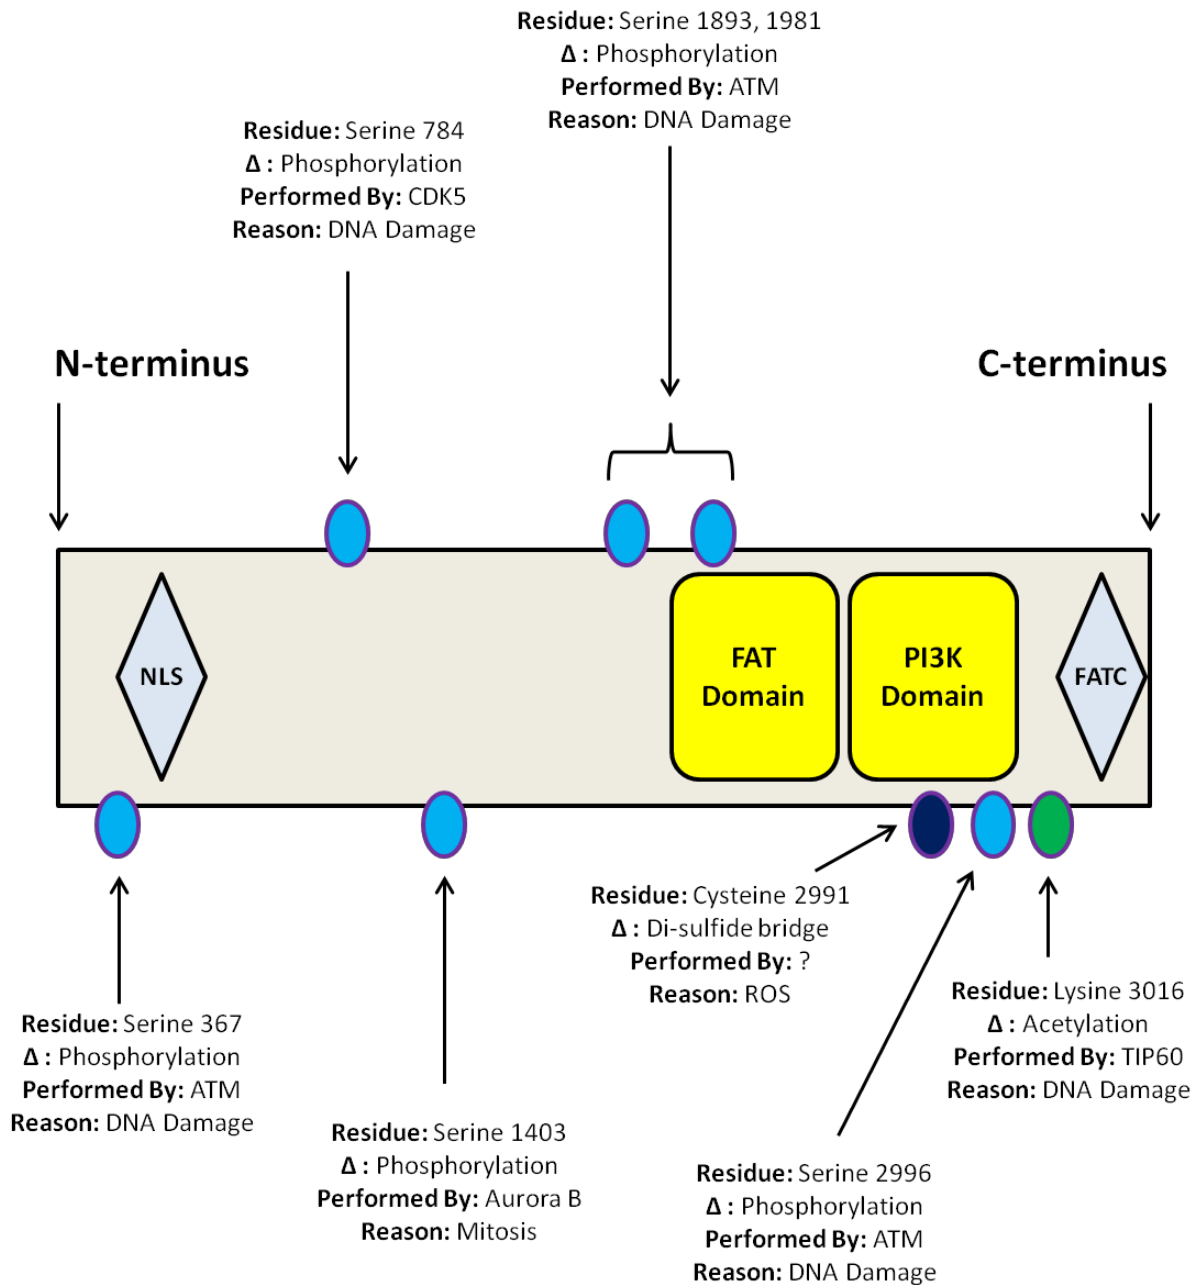 Residue: Serine 1893, 1981
Δ : Phosphorylation
Performed By: ATM
Reason: DNA Damage
Residue: Serine 784
Δ : Phosphorylation
Performed By: CDK5
Reason: DNA Damage
N-terminus
C-terminus
NLS
FAT
Domain
PI3K
Domain
FATC
Residue: Cysteine 2991
Δ : Di-sulfide bridge
Performed By: ?
Reason: ROS
Residue: Lysine 3016
Δ : Acetylation
Performed By: TIP60
Reason: DNA Damage
Residue: Serine 367
Δ : Phosphorylation
Performed By: ATM
Reason: DNA Damage
Residue: Serine 1403
Δ : Phosphorylation
Performed By: Aurora B
Reason: Mitosis
Residue: Serine 2996
Δ : Phosphorylation
Performed By: ATM
Reason: DNA Damage